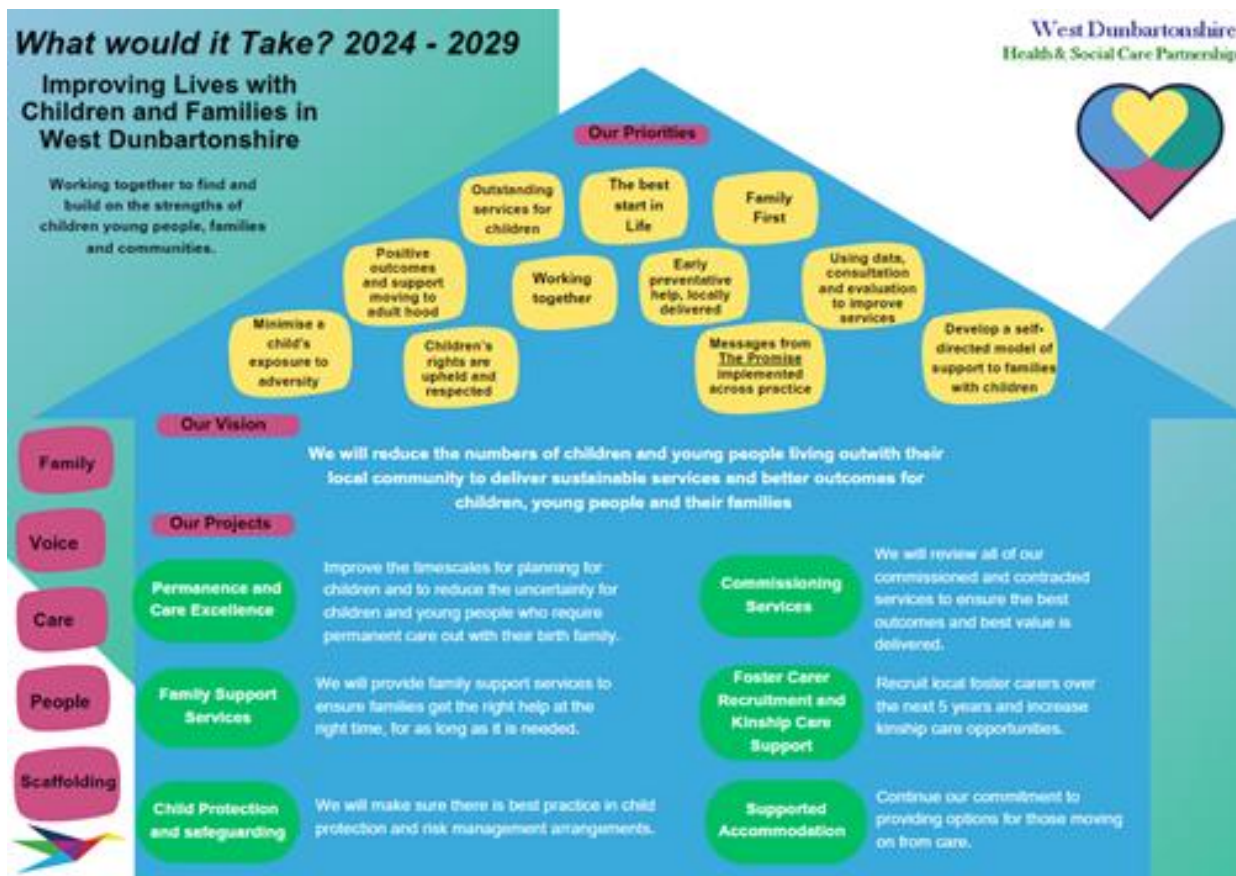 What would it Take? 2024 - 2029
Improving Lives with
Children and Families in
West Dunbartonshire
Working together to find and
build on the strengths of
children young people, families
and communities.
West Dunbartonshire
Health & Social Care Partnership
Our Priorities
Outstanding
services for
children
The best
start in
Life
Family
First
Positive
outcomes
and support
moving to
adult hood
Working
together
Early
preventative
help, locally
delivered
Using data,
consultation
and evaluation
to improve
services
Minimise a
child's
exposure to
adversity
Children's
rights are
upheld and
respected
Messages from
The Promise
implemented
across practice
Develop a self-
directed model of
support to families
with children
Our Vision
We will reduce the numbers of children and young people living outwith their
local community to deliver sustainable services and better outcomes for
children, young people and their families
Family
Voice
Care
People
Scaffolding
Our Projects
Permanence and
Care Excellence
Improve the timescales for planning for
children and to reduce the uncertainty for
children and young people who require
permanent care out with their birth family.
Family Support
Services
We will provide family support services to
ensure families get the right help at the
right time, for as long as it is needed.
Child Protection
and safeguarding
We will make sure there is best practice in child
protection and risk management arrangements.
Commissioning
Services
We will review all of our
commissioned and contracted
services to ensure the best
outcomes and best value is
delivered.
Foster Carer
Recruitment and
Kinship Care
Support
Recruit local foster carers over
the next 5 years and increase
kinship care opportunities.
Supported
Accommodation
Continue our commitment to
providing options for those moving
on from care.